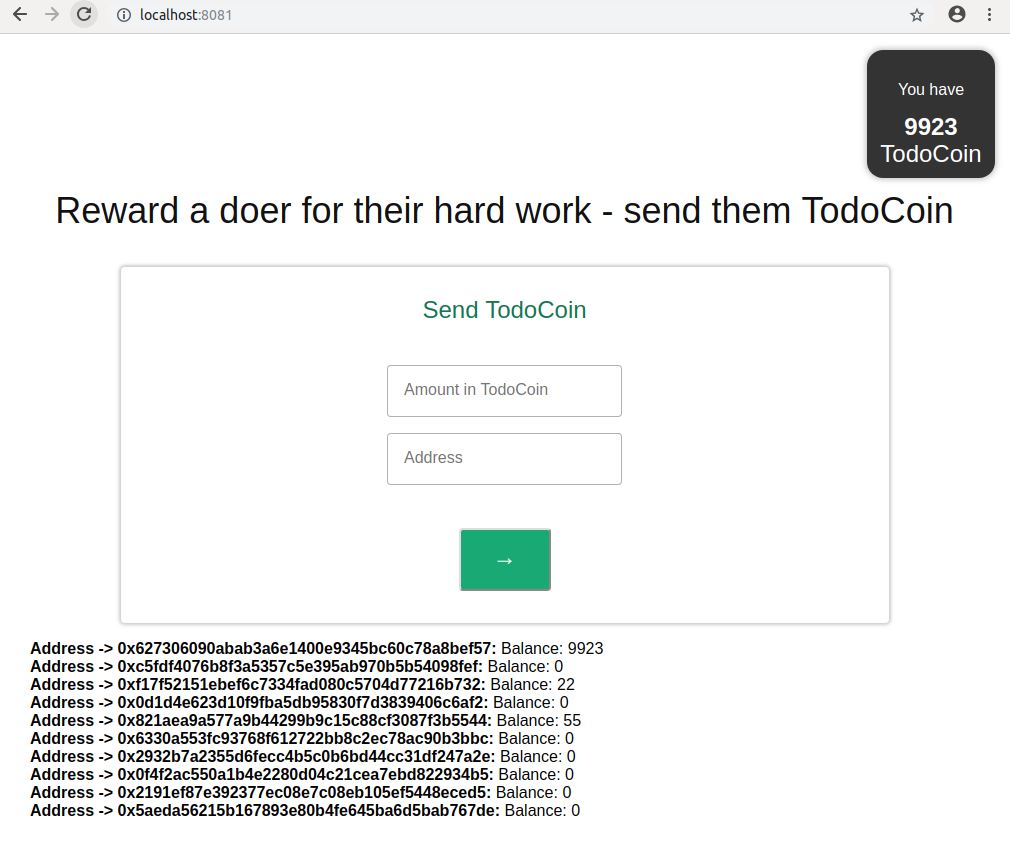 localhost:8081
You have
9923
TodoCoin
Reward a doer for their hard work - send them TodoCoin
Send TodoCoin
Amount in TodoCoin
Address
→
Address -> 0x627306090abab3a6e1400e9345bc60c78a8bef57: Balance: 9923
Address -> 0xc5fdf4076b8f3a5357c5e395ab970b5b54098fef: Balance: 0
Address -> 0xf17f52151ebef6c7334fad080c5704d77216b732: Balance: 22
Address -> 0x0d1d4e623d10f9fba5db95830f7d3839406c6af2: Balance: 0
Address -> 0x821aea9a577a9b44299b9c15c88cf3087f3b5544: Balance: 55
Address -> 0x6330a553fc93768f612722bb8c2ec78ac90b3bbc: Balance: 0
Address -> 0x2932b7a2355d6fecc4b5c0b6bd44cc31df247a2e: Balance: 0
Address -> 0x0f4f2ac550a1b4e2280d04c21cea7ebd822934b5: Balance: 0
Address -> 0x2191ef87e392377ec08e7c08eb105ef5448eced5: Balance: 0
Address -> 0x5aeda56215b167893e80b4fe645ba6d5bab767de: Balance: 0